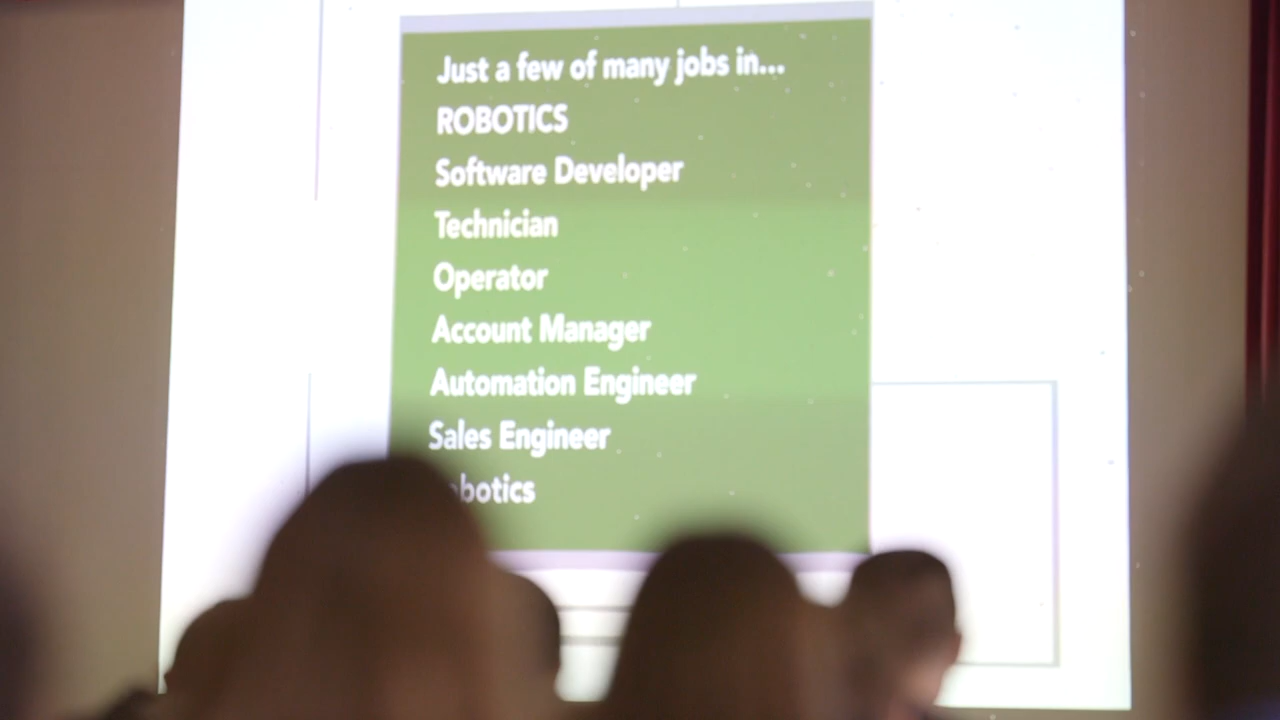 Just a few of many jobs in...
ROBOTICS
Software Developer
Technician
Operator
Account Manager
Automation Engineer
Sales Engineer